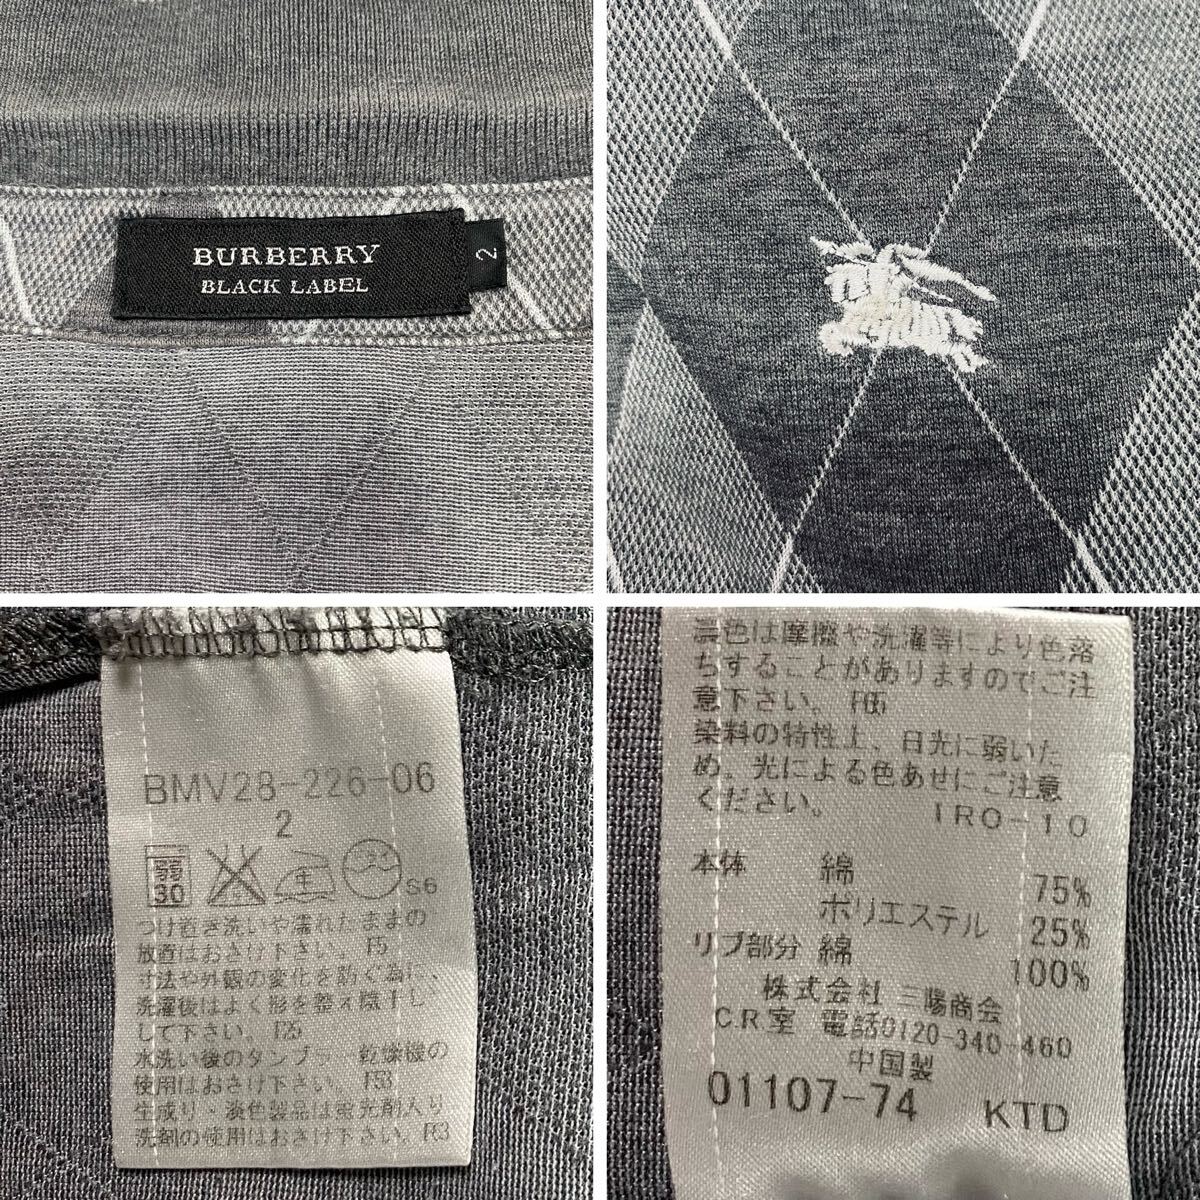 BURBERRY
BLACK LABEL
2
BMV28-226-06
2
弱
30
S6
つけ置き洗いや濡れたままの
放置はおさけ下さい。F5
寸法や外観の変化を防ぐ為に、
洗濯後はよく形を整え陰干し
して下さい。
水洗い後のタンブラー乾燥機の
使用はおさけ下さい。F53
生成り・淡色製品は蛍光剤入り
洗剤の使用はおさけ下さい。
濃色は摩擦や洗濯等により色落
ちすることがありますのでご注
意下さい。
染料の特性上、日光に弱いた
め、光による色あせにご注意
ください。 IRO-10
本体 綿 75%
ポリエステル 25%
リブ部分 綿 100%
株式会社 三陽商会
C.R.室 電話0120-340-460
中国製
01107-74 KTD